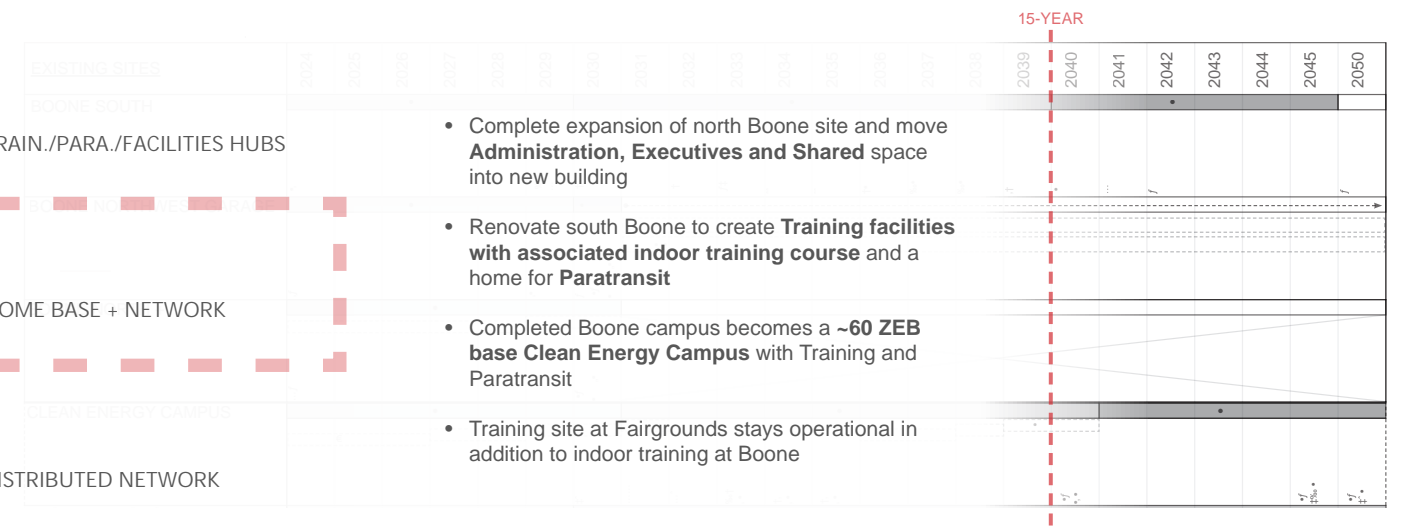 15-YEAR
EXISTING SITES 2024 2025 2026 2027 2028 2029 2030 2031 2032 2033 2034 2035 2036 2037 2038 2039 2040 2041 2042 2043 2044 2045 2050
BOONE SOUTH
RAIN./PARA./FACILITIES HUBS
• Complete expansion of north Boone site and move
Administration, Executives and Shared space
into new building
BOONE NORTHWEST GARAGE
• Renovate south Boone to create Training facilities
with associated indoor training course and a
home for Paratransit
OME BASE + NETWORK
• Completed Boone campus becomes a ~60 ZEB
base Clean Energy Campus with Training and
Paratransit
CLEAN ENERGY CAMPUS
• Training site at Fairgrounds stays operational in
addition to indoor training at Boone
ISTRIBUTED NETWORK